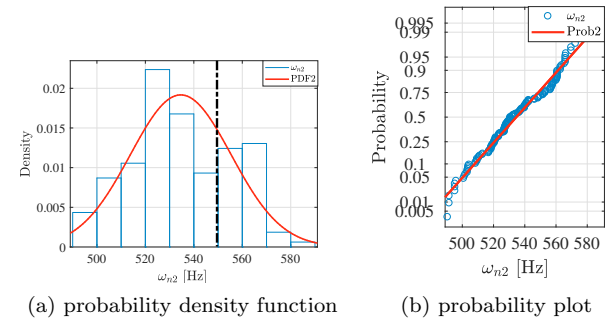 ω_{n2}
PDF2
0.02
0.015
0.01
0.005
0
Density
500
520
540
560
580
ω_{n2} [Hz]
(a) probability density function
ω_{n2}
Prob2
0.995
0.99
0.95
0.9
0.75
0.5
0.25
0.1
0.05
0.01
0.005
Probability
500
520
540
560
580
ω_{n2} [Hz]
(b) probability plot